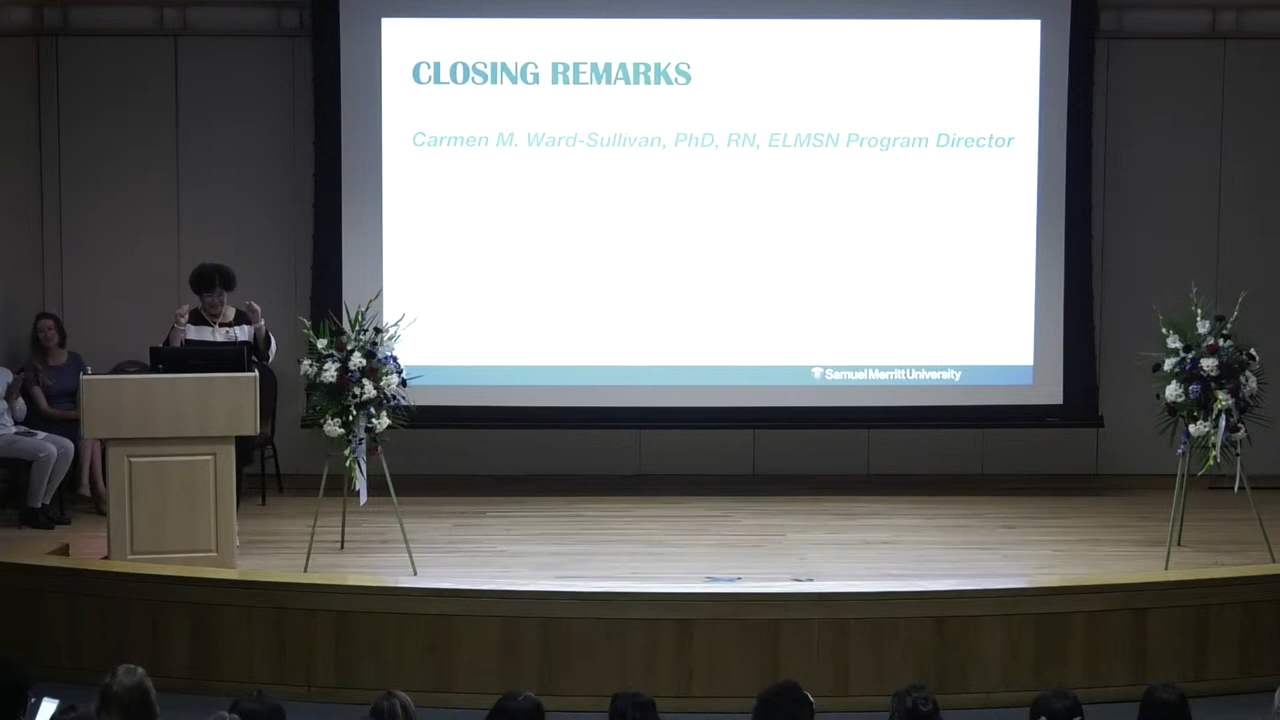 CLOSING REMARKS
Carmen M. Ward-Sullivan, PhD, RN, ELMSN Program Director
Samuel Merritt University